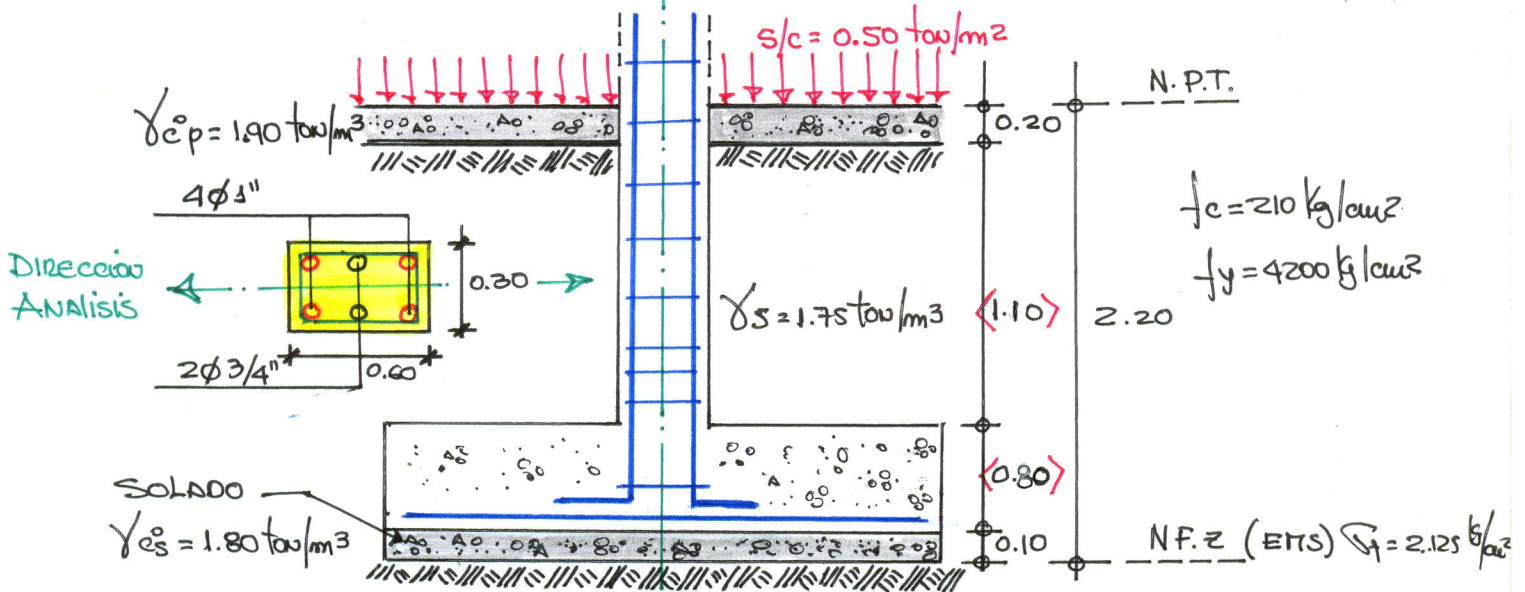 S/c = 0.50 ton/m2
N.P.T.
γc°p = 1.90 ton/m3
0.20
4ø1"
f'c = 210 kg/cm2
DIRECCION
ANALISIS
0.30
fy = 4200 kg/cm2
γs = 1.75 ton/m3
<1.10>
2.20
2ø3/4"
0.60
<0.80>
SOLADO
γc°s = 1.80 ton/m3
0.10
N.F.Z (EMS) σt = 2.125 kg/cm2